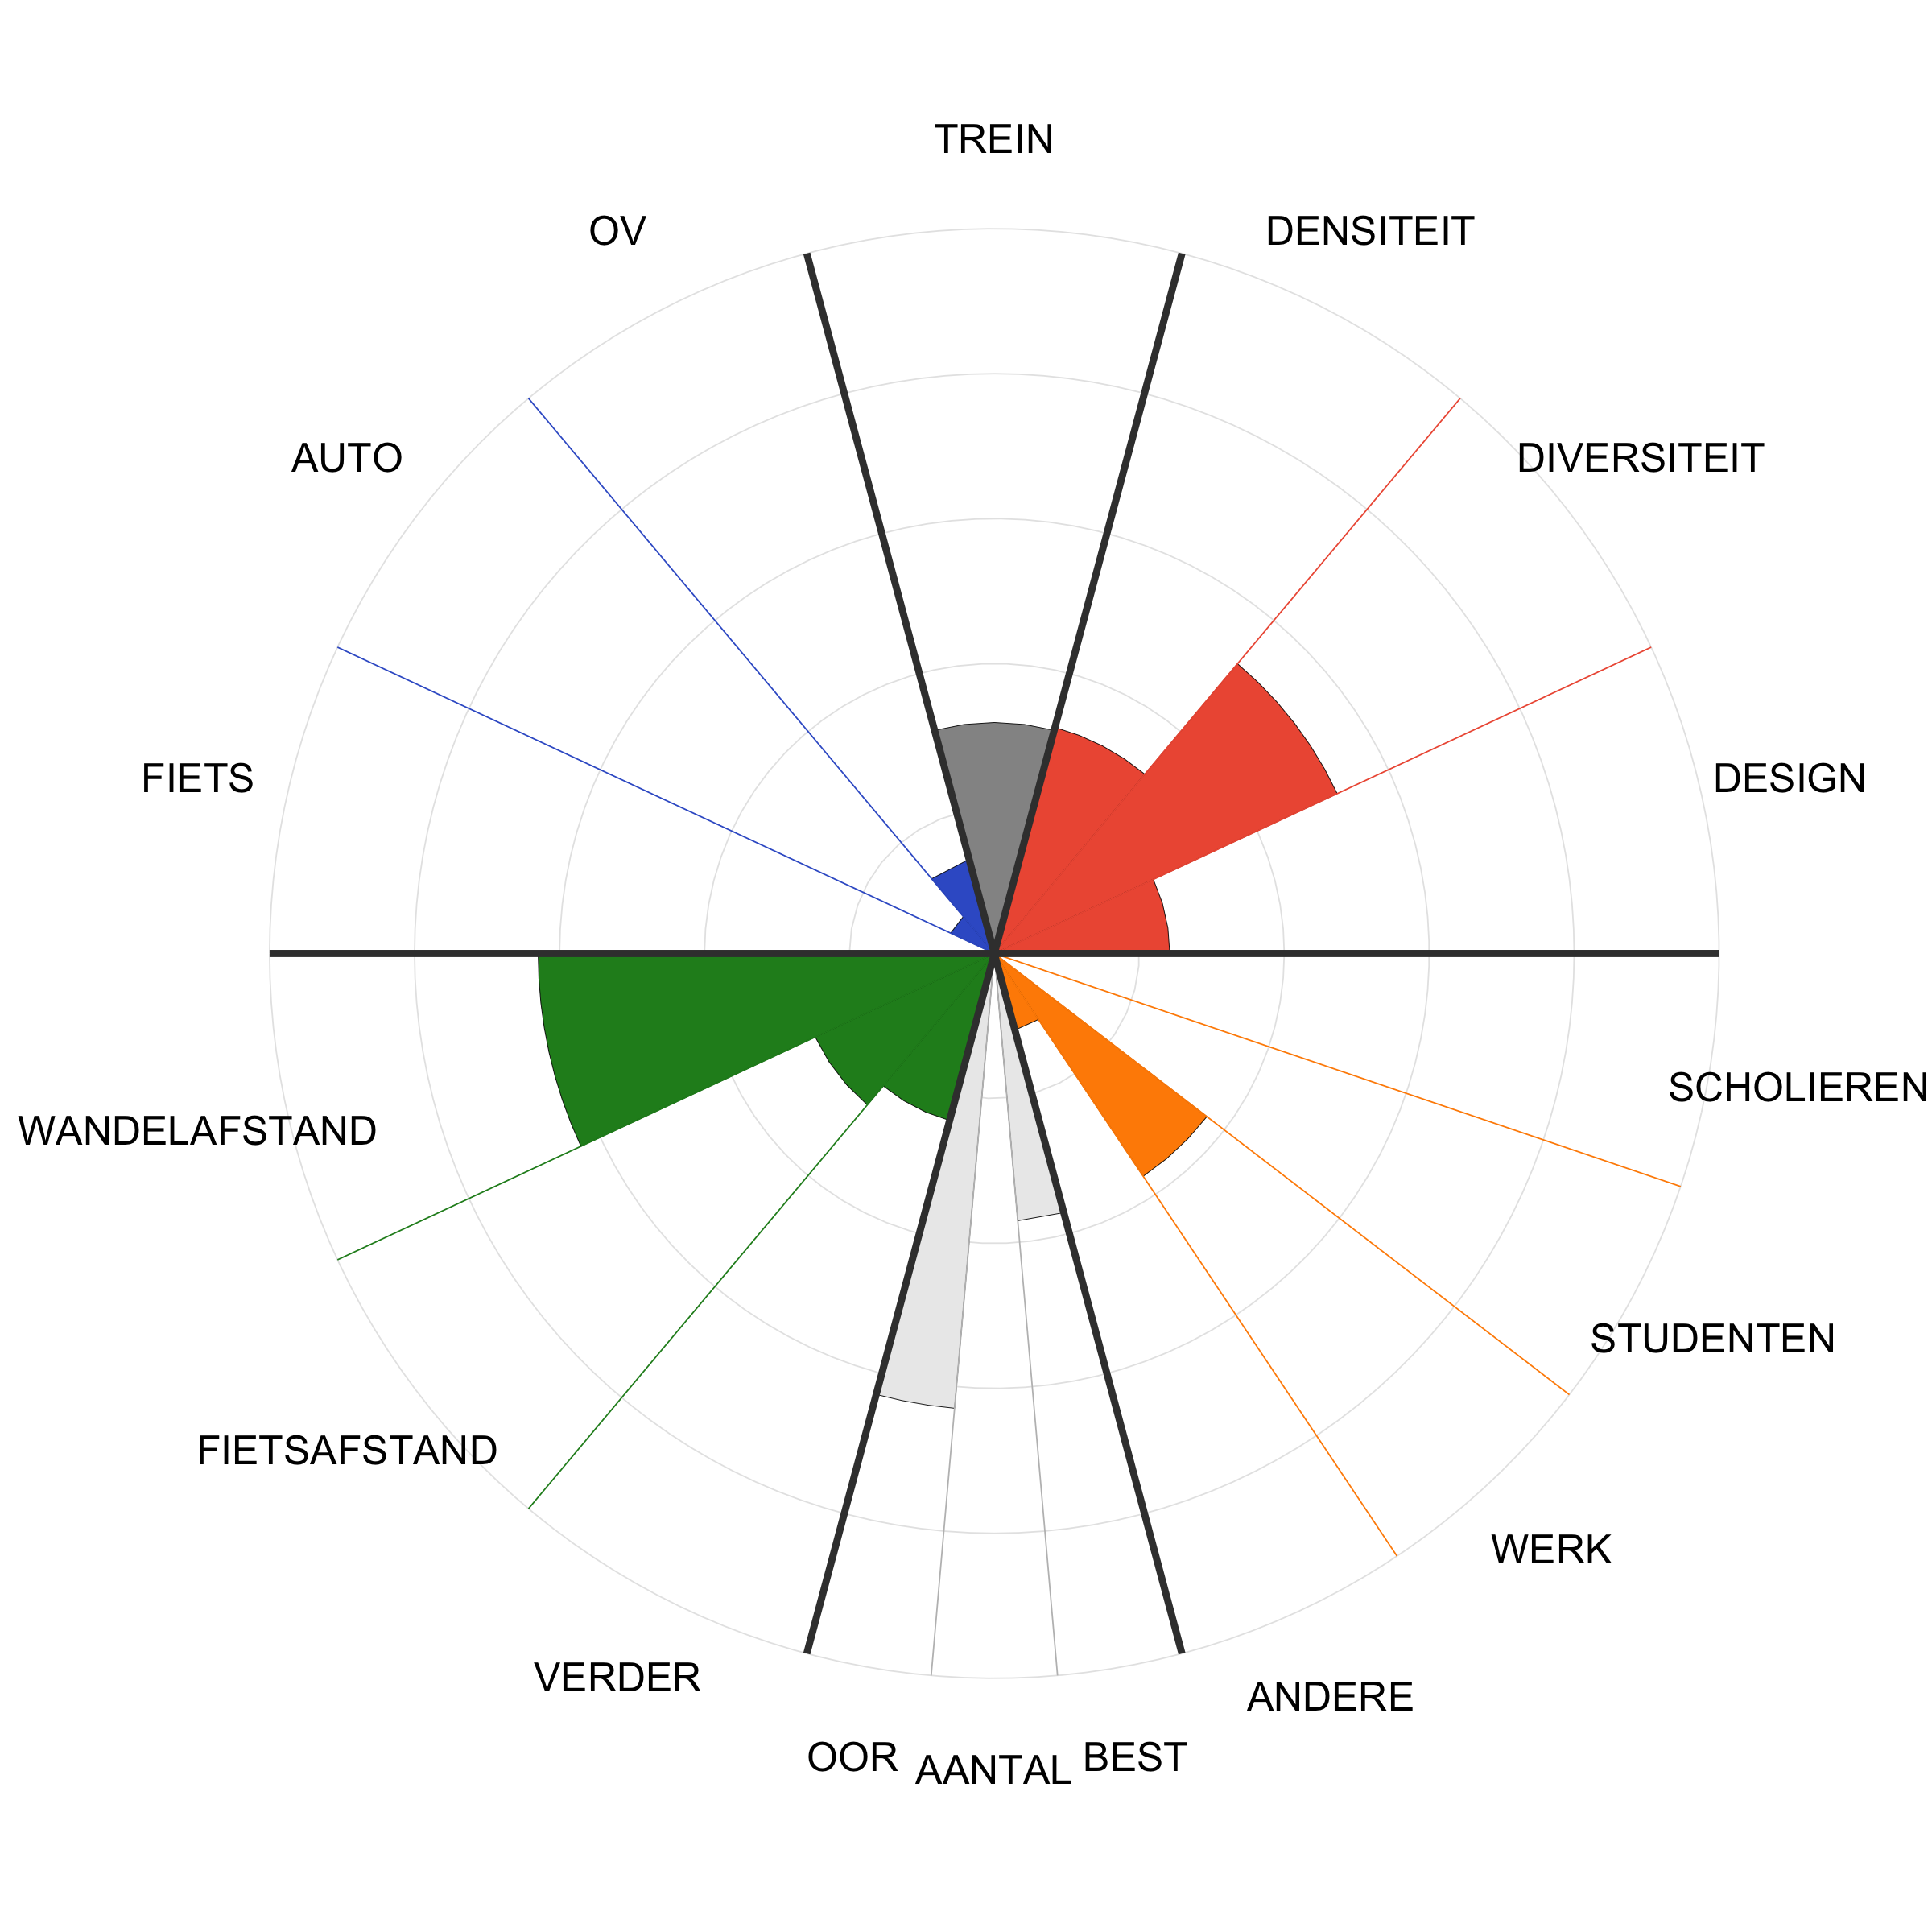 TREIN
OV
DENSITEIT
AUTO
DIVERSITEIT
FIETS
DESIGN
SCHOLIEREN
WANDELAFSTAND
STUDENTEN
FIETSAFSTAND
WERK
VERDER
ANDERE
OOR
AANTAL
BEST